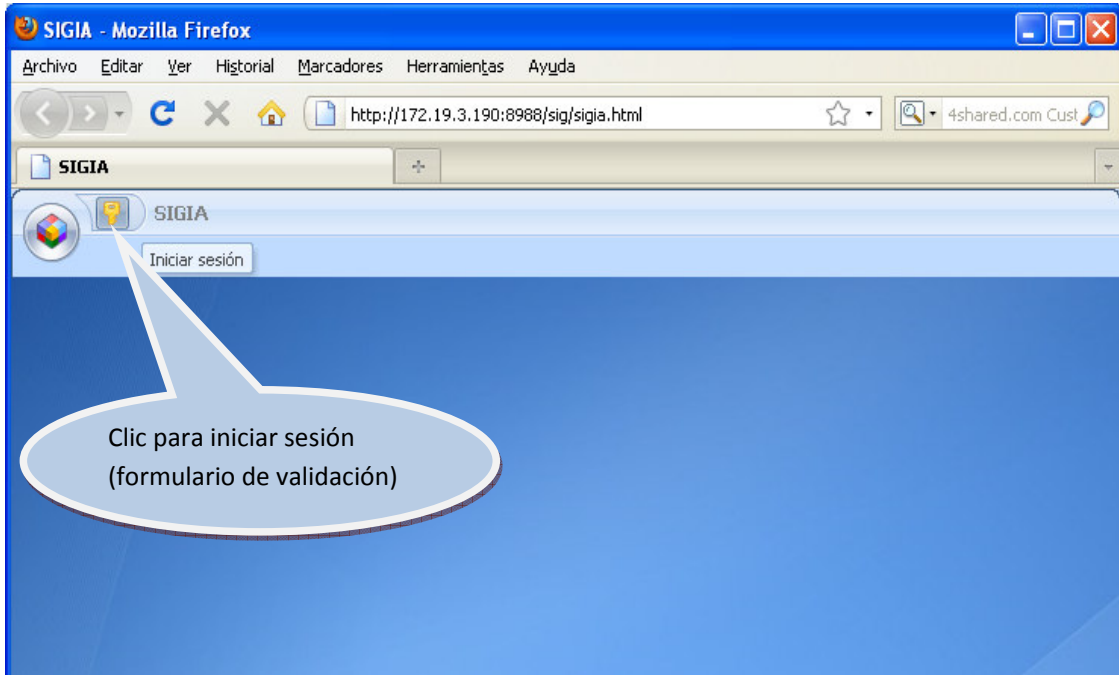 SIGIA - Mozilla Firefox
Archivo Editar Ver Historial Marcadores Herramientas Ayuda
http://172.19.3.190:8988/sig/sigia.html 4shared.com Cust
SIGIA
SIGIA
Iniciar sesión
Clic para iniciar sesión
(formulario de validación)